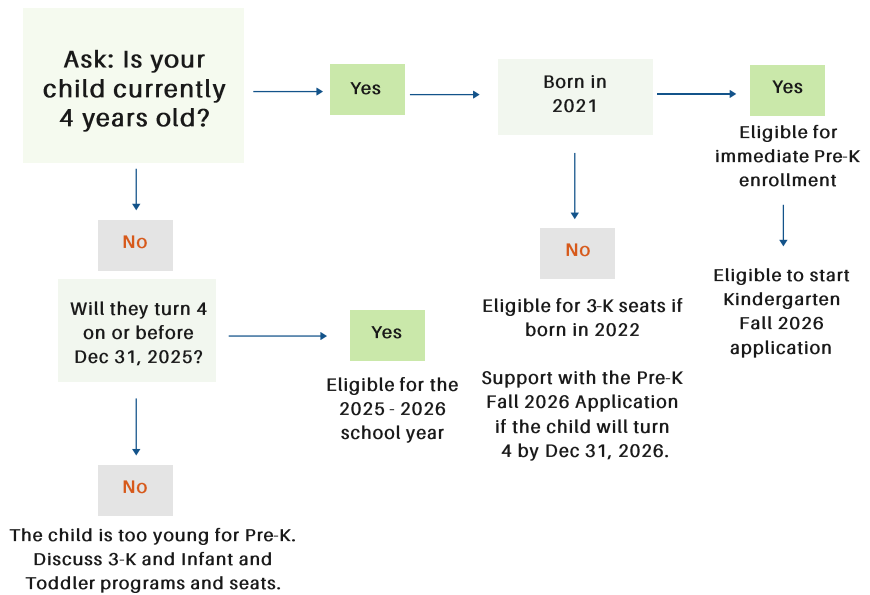 Ask: Is your
child currently
4 years old?
Yes
Born in
2021
Yes
Eligible for
immediate Pre-K
enrollment
Eligible to start
Kindergarten
Fall 2026
application
No
Eligible for 3-K seats if
born in 2022
Support with the Pre-K
Fall 2026 Application
if the child will turn
4 by Dec 31, 2026.
No
Will they turn 4
on or before
Dec 31, 2025?
Yes
Eligible for the
2025 - 2026
school year
No
The child is too young for Pre-K.
Discuss 3-K and Infant and
Toddler programs and seats.